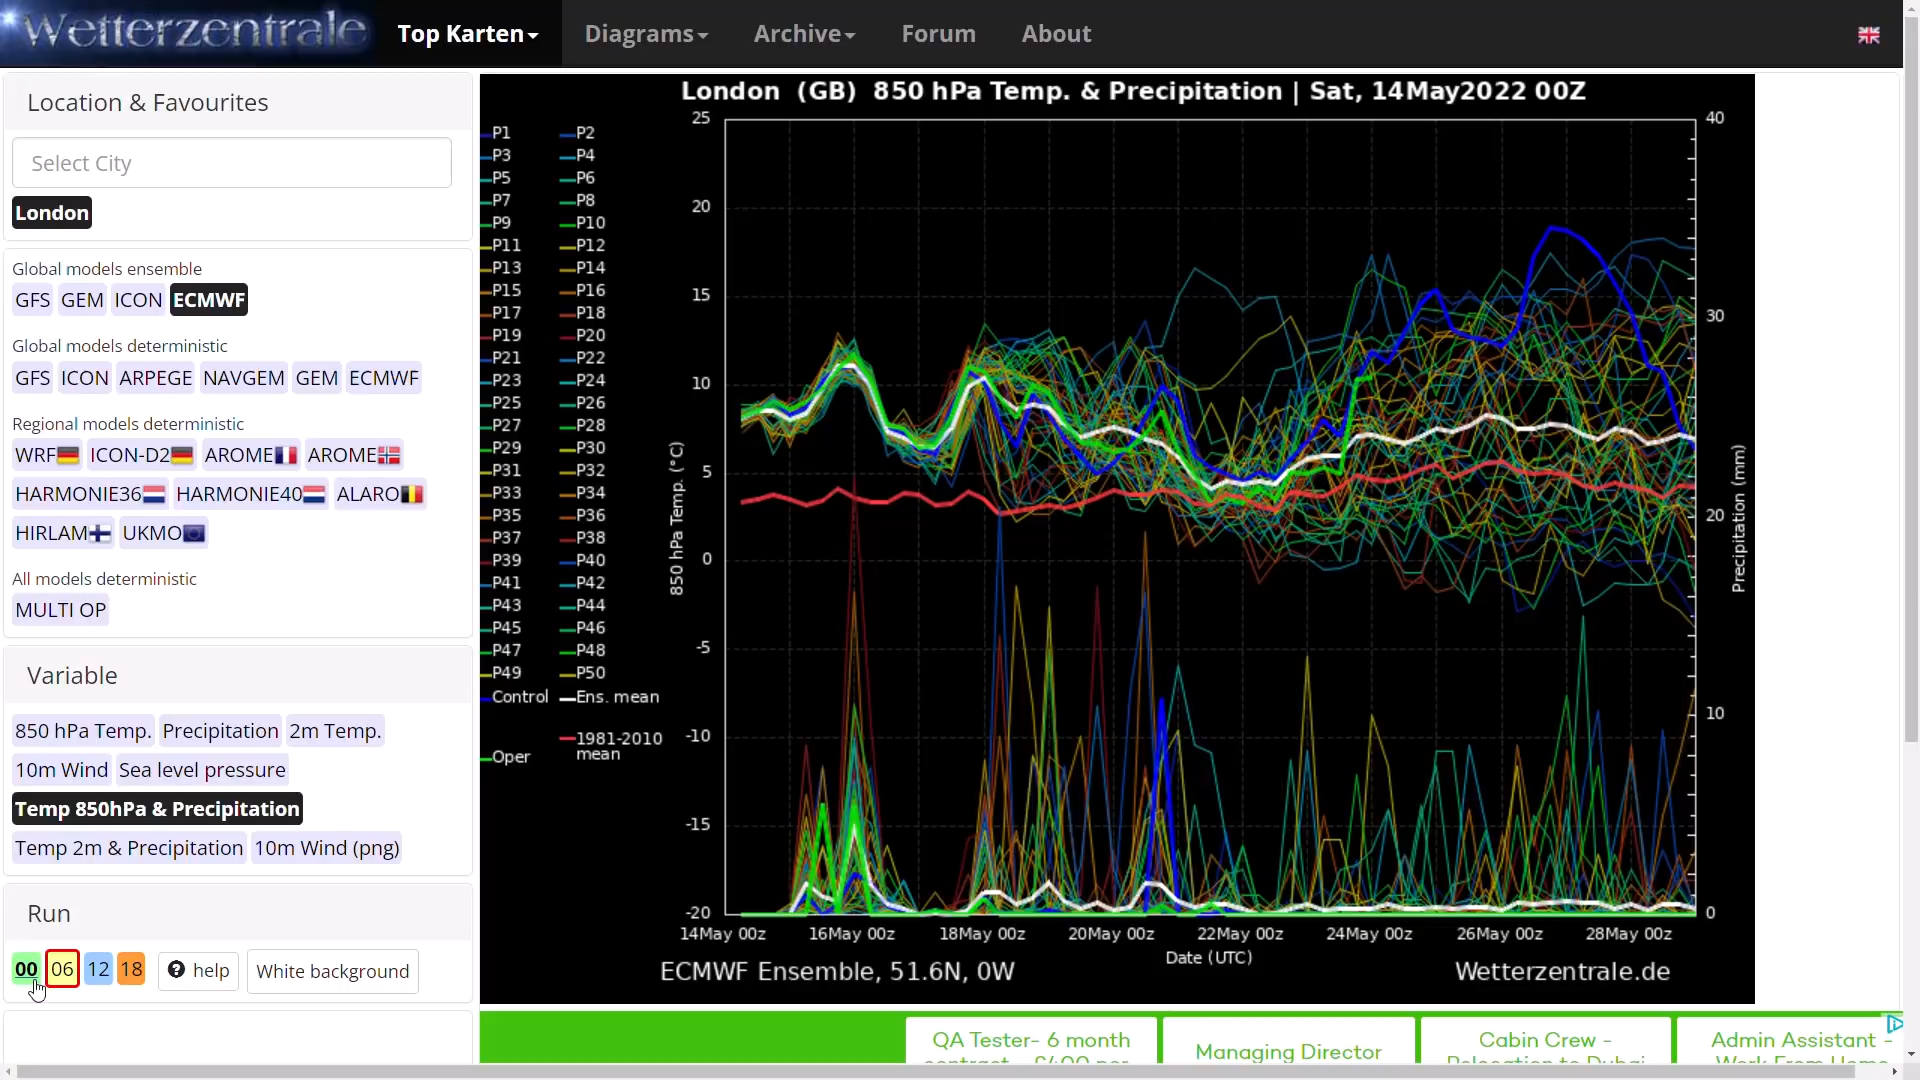 Wetterzentrale
Top Karten
Diagrams
Archive
Forum
About
Location & Favourites
Select City
London
Global models ensemble
GFS GEM ICON ECMWF
Global models deterministic
GFS ICON ARPEGE NAVGEM GEM ECMWF
Regional models deterministic
WRF ICON-D2 AROME AROME
HARMONIE36 HARMONIE40 ALARO
HIRLAM UKMO
All models deterministic
MULTI OP
Variable
850 hPa Temp. Precipitation 2m Temp.
10m Wind Sea level pressure
Temp 850hPa & Precipitation
Temp 2m & Precipitation 10m Wind (png)
Run
00 06 12 18 help White background
London (GB) 850 hPa Temp. & Precipitation | Sat, 14May2022 00Z
P1 P2
P3 P4
P5 P6
P7 P8
P9 P10
P11 P12
P13 P14
P15 P16
P17 P18
P19 P20
P21 P22
P23 P24
P25 P26
P27 P28
P29 P30
P31 P32
P33 P34
P35 P36
P37 P38
P39 P40
P41 P42
P43 P44
P45 P46
P47 P48
P49 P50
Control Ens. mean
1981-2010
mean
Oper
850 hPa Temp. (°C)
25
20
15
10
5
0
-5
-10
-15
-20
40
30
20
10
0
Precipitation (mm)
14May 00z 16May 00z 18May 00z 20May 00z 22May 00z 24May 00z 26May 00z 28May 00z
Date (UTC)
ECMWF Ensemble, 51.6N, 0W
Wetterzentrale.de
QA Tester- 6 month
Managing Director
Cabin Crew -
Admin Assistant -